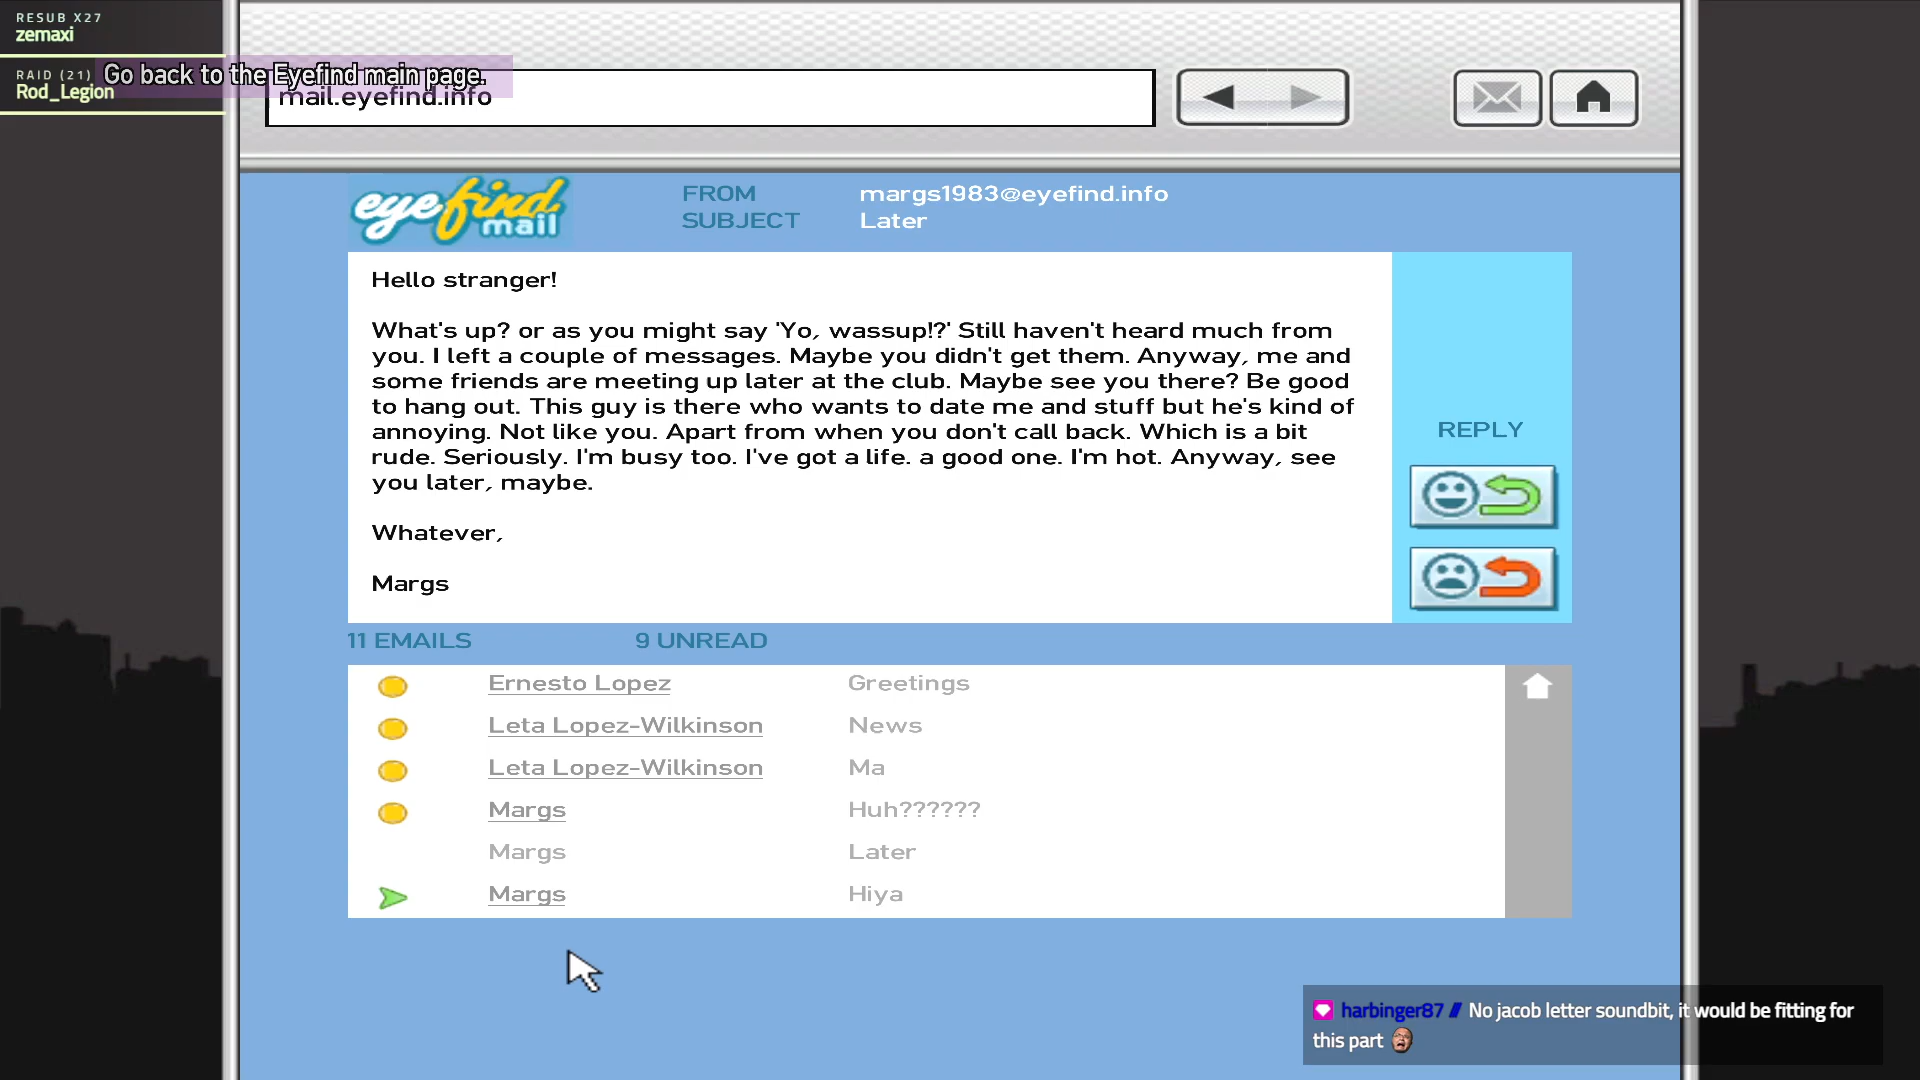 RESUB X27
zemaxi
RAID (21)
Rod_Legion
Go back to the Eyefind main page.
mail.eyefind.info
eyefind mail
FROM margs1983@eyefind.info
SUBJECT Later
Hello stranger!
What's up? or as you might say 'Yo, wassup!?' Still haven't heard much from
you. I left a couple of messages. Maybe you didn't get them. Anyway, me and
some friends are meeting up later at the club. Maybe see you there? Be good
to hang out. This guy is there who wants to date me and stuff but he's kind of
annoying. Not like you. Apart from when you don't call back. Which is a bit
rude. Seriously. I'm busy too. I've got a life. a good one. I'm hot. Anyway, see
you later, maybe.
Whatever,
Margs
REPLY
11 EMAILS 9 UNREAD
Ernesto Lopez Greetings
Leta Lopez-Wilkinson News
Leta Lopez-Wilkinson Ma
Margs Huh??????
Margs Later
Margs Hiya
harbinger87 // No jacob letter soundbit, it would be fitting for
this part